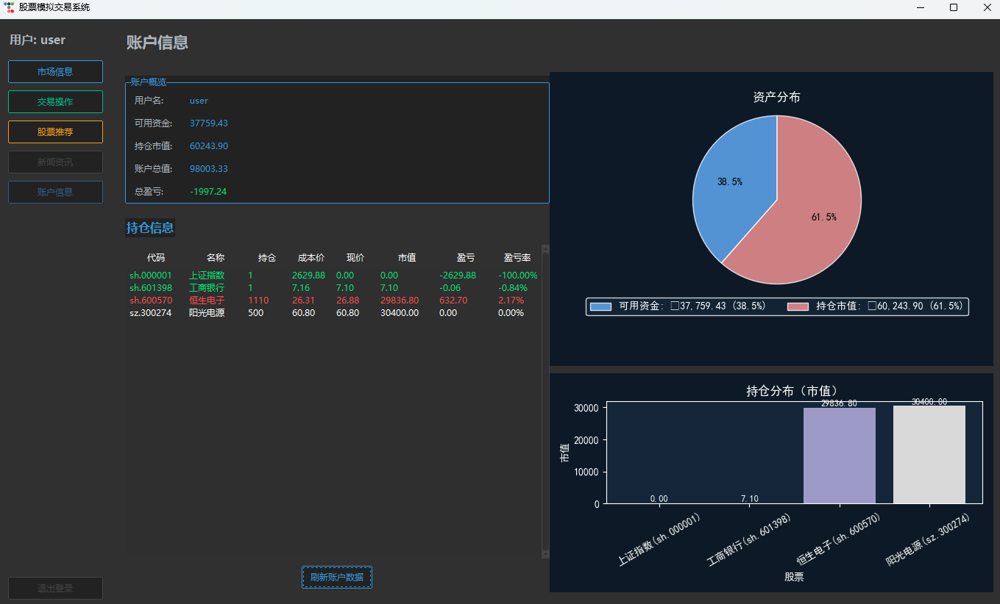 股票模拟交易系统
用户: user
市场信息
交易操作
股票推荐
新闻资讯
账户信息
退出登录
账户信息
账户概览
用户名: user
可用资金: 37759.43
持仓市值: 60243.90
账户总值: 98003.33
总盈亏: -1997.24
持仓信息
代码 名称 持仓 成本价 现价 市值 盈亏 盈亏率
sh.000001 上证指数 1 2629.88 0.00 0.00 -2629.88 -100.00%
sh.601398 工商银行 1 7.16 7.10 7.10 -0.06 -0.84%
sh.600570 恒生电子 1110 26.31 26.88 29836.80 632.70 2.17%
sz.300274 阳光电源 500 60.80 60.80 30400.00 0.00 0.00%
刷新账户数据
资产分布
38.5%
61.5%
可用资金: □37,759.43 (38.5%) 持仓市值: □60,243.90 (61.5%)
持仓分布（市值）
市值
30000
20000
10000
0
0.00
7.10
29836.80
30400.00
上证指数(sh.000001)
工商银行(sh.601398)
恒生电子(sh.600570)
阳光电源(sz.300274)
股票